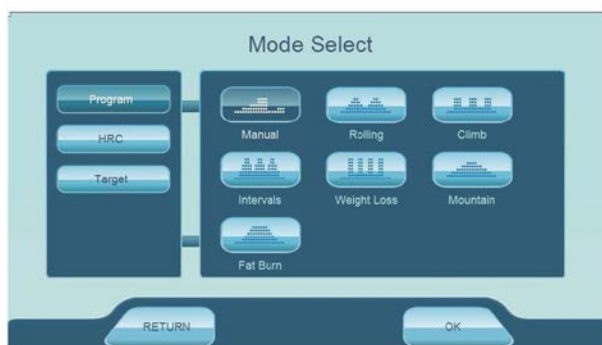 Mode Select
Program
HRC
Target
Manual
Rolling
Climb
Intervals
Weight Loss
Mountain
Fat Burn
RETURN
OK